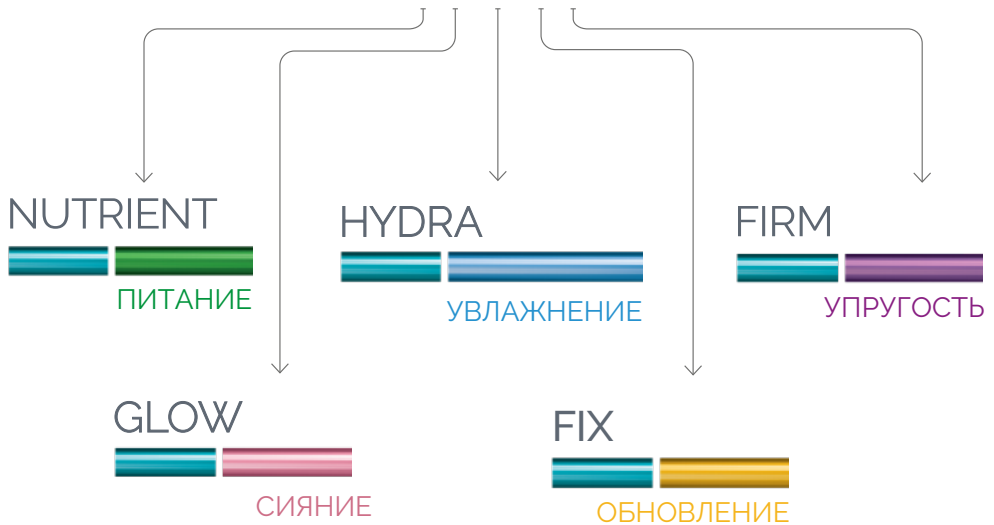 NUTRIENT
ПИТАНИЕ
HYDRA
УВЛАЖНЕНИЕ
FIRM
УПРУГОСТЬ
GLOW
СИЯНИЕ
FIX
ОБНОВЛЕНИЕ